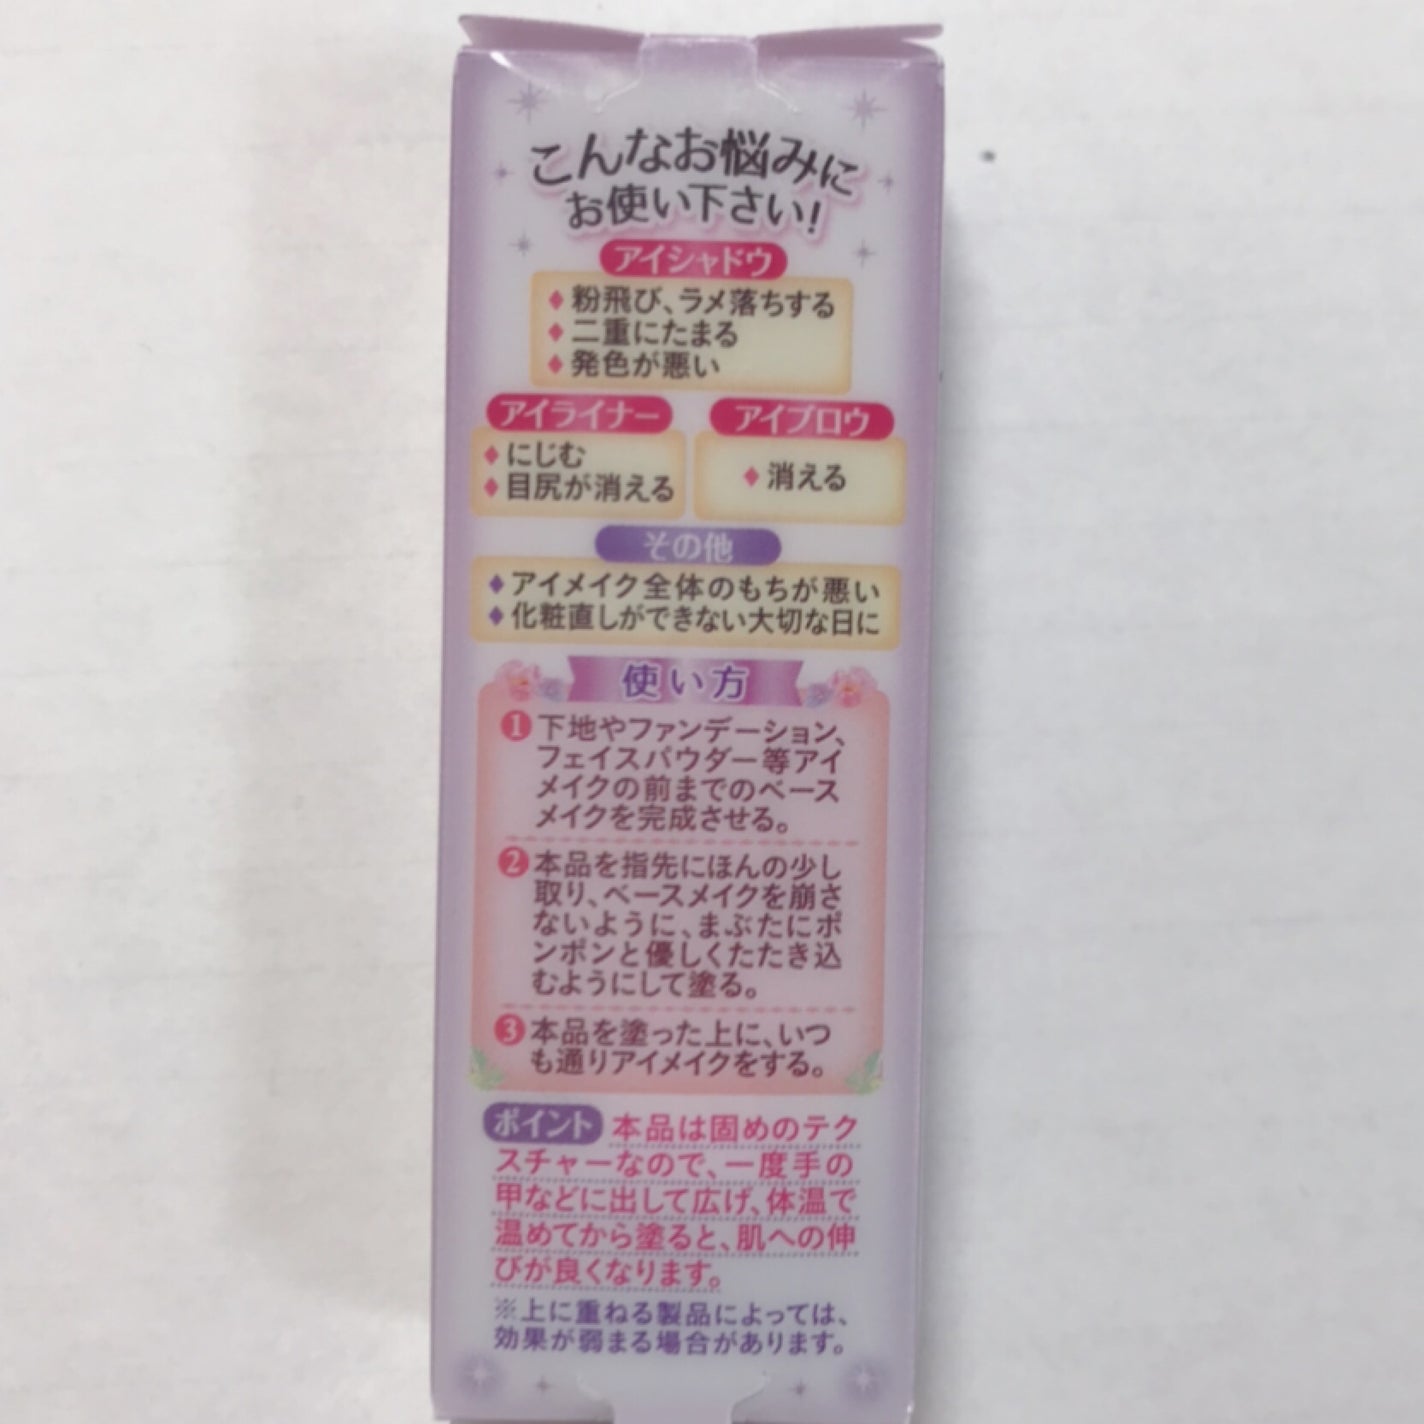 こんなお悩みに
お使い下さい!
アイシャドウ
♦粉飛び、ラメ落ちする
♦二重にたまる
♦発色が悪い
アイライナー
♦にじむ
♦目尻が消える
アイブロウ
♦消える
その他
♦アイメイク全体のもちが悪い
♦化粧直しができない大切な日に
使い方
❶下地やファンデーション、
フェイスパウダー等アイ
メイクの前までのベース
メイクを完成させる。
❷本品を指先にほんの少し
取り、ベースメイクを崩さ
ないように、まぶたにポ
ンポンと優しくたたき込
むようにして塗る。
❸本品を塗った上に、いつ
も通りアイメイクをする。
ポイント 本品は固めのテク
スチャーなので、一度手の
甲などに出して広げ、体温で
温めてから塗ると、肌への伸
びが良くなります。
※上に重ねる製品によっては、
効果が弱まる場合があります。